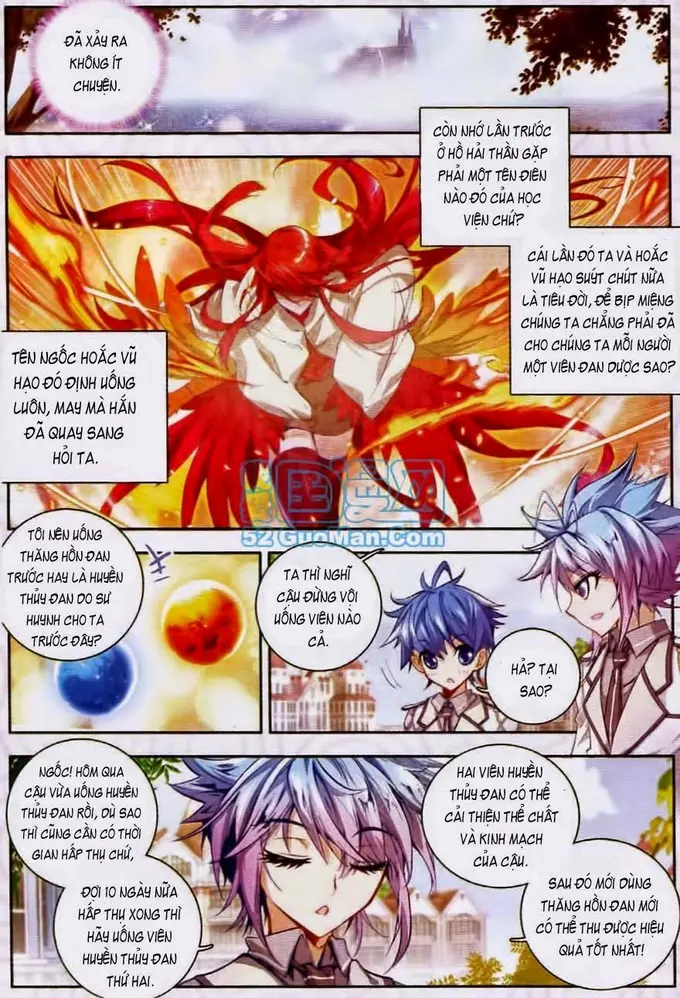 ĐÃ XẢY RA
KHÔNG ÍT
CHUYỆN.
CÒN NHỚ LẦN TRƯỚC
Ở HỒ HẢI THẦN GẶP
PHẢI MỘT TÊN ĐIÊN
NÀO ĐÓ CỦA HỌC
VIỆN CHỨ?
CÁI LẦN ĐÓ TA VÀ HOẮC
VŨ HẠO SUÝT CHÚT NỮA
LÀ TIÊU ĐỜI, ĐỂ BỊP MIỆNG
CHÚNG TA CHẲNG PHẢI ĐÃ
CHO CHÚNG TA MỖI NGƯỜI
MỘT VIÊN ĐAN DƯỢC SAO?
TÊN NGỐC HOẮC VŨ
HẠO ĐÓ ĐỊNH UỐNG
LUÔN, MAY MÀ HẮN
ĐÃ QUAY SANG
HỎI TA.
国漫网
52GuoMan.Com
TÔI NÊN UỐNG
THĂNG HỒN ĐAN
TRƯỚC HAY LÀ HUYỀN
THỦY ĐAN DO SƯ
HUYNH CHO TA
TRƯỚC ĐÂY?
TA THÌ NGHĨ
CẬU ĐỪNG VỘI
UỐNG VIÊN NÀO
CẢ.
HẢ? TẠI
SAO?
NGỐC! HÔM QUA
CẬU VỪA UỐNG HUYỀN
THỦY ĐAN RỒI, DÙ SAO
THÌ CŨNG CẦN CÓ THỜI
GIAN HẤP THỤ CHỨ,
ĐỢI 10 NGÀY NỮA
HẤP THỤ XONG THÌ
HÃY UỐNG VIÊN
HUYỀN THỦY ĐAN
THỨ HAI.
HAI VIÊN HUYỀN
THỦY ĐAN CÓ THỂ
CẢI THIỆN THỂ CHẤT
VÀ KINH MẠCH
CỦA CẬU.
SAU ĐÓ MỚI DÙNG
THĂNG HỒN ĐAN MỚI
CÓ THỂ THU ĐƯỢC HIỆU
QUẢ TỐT NHẤT!